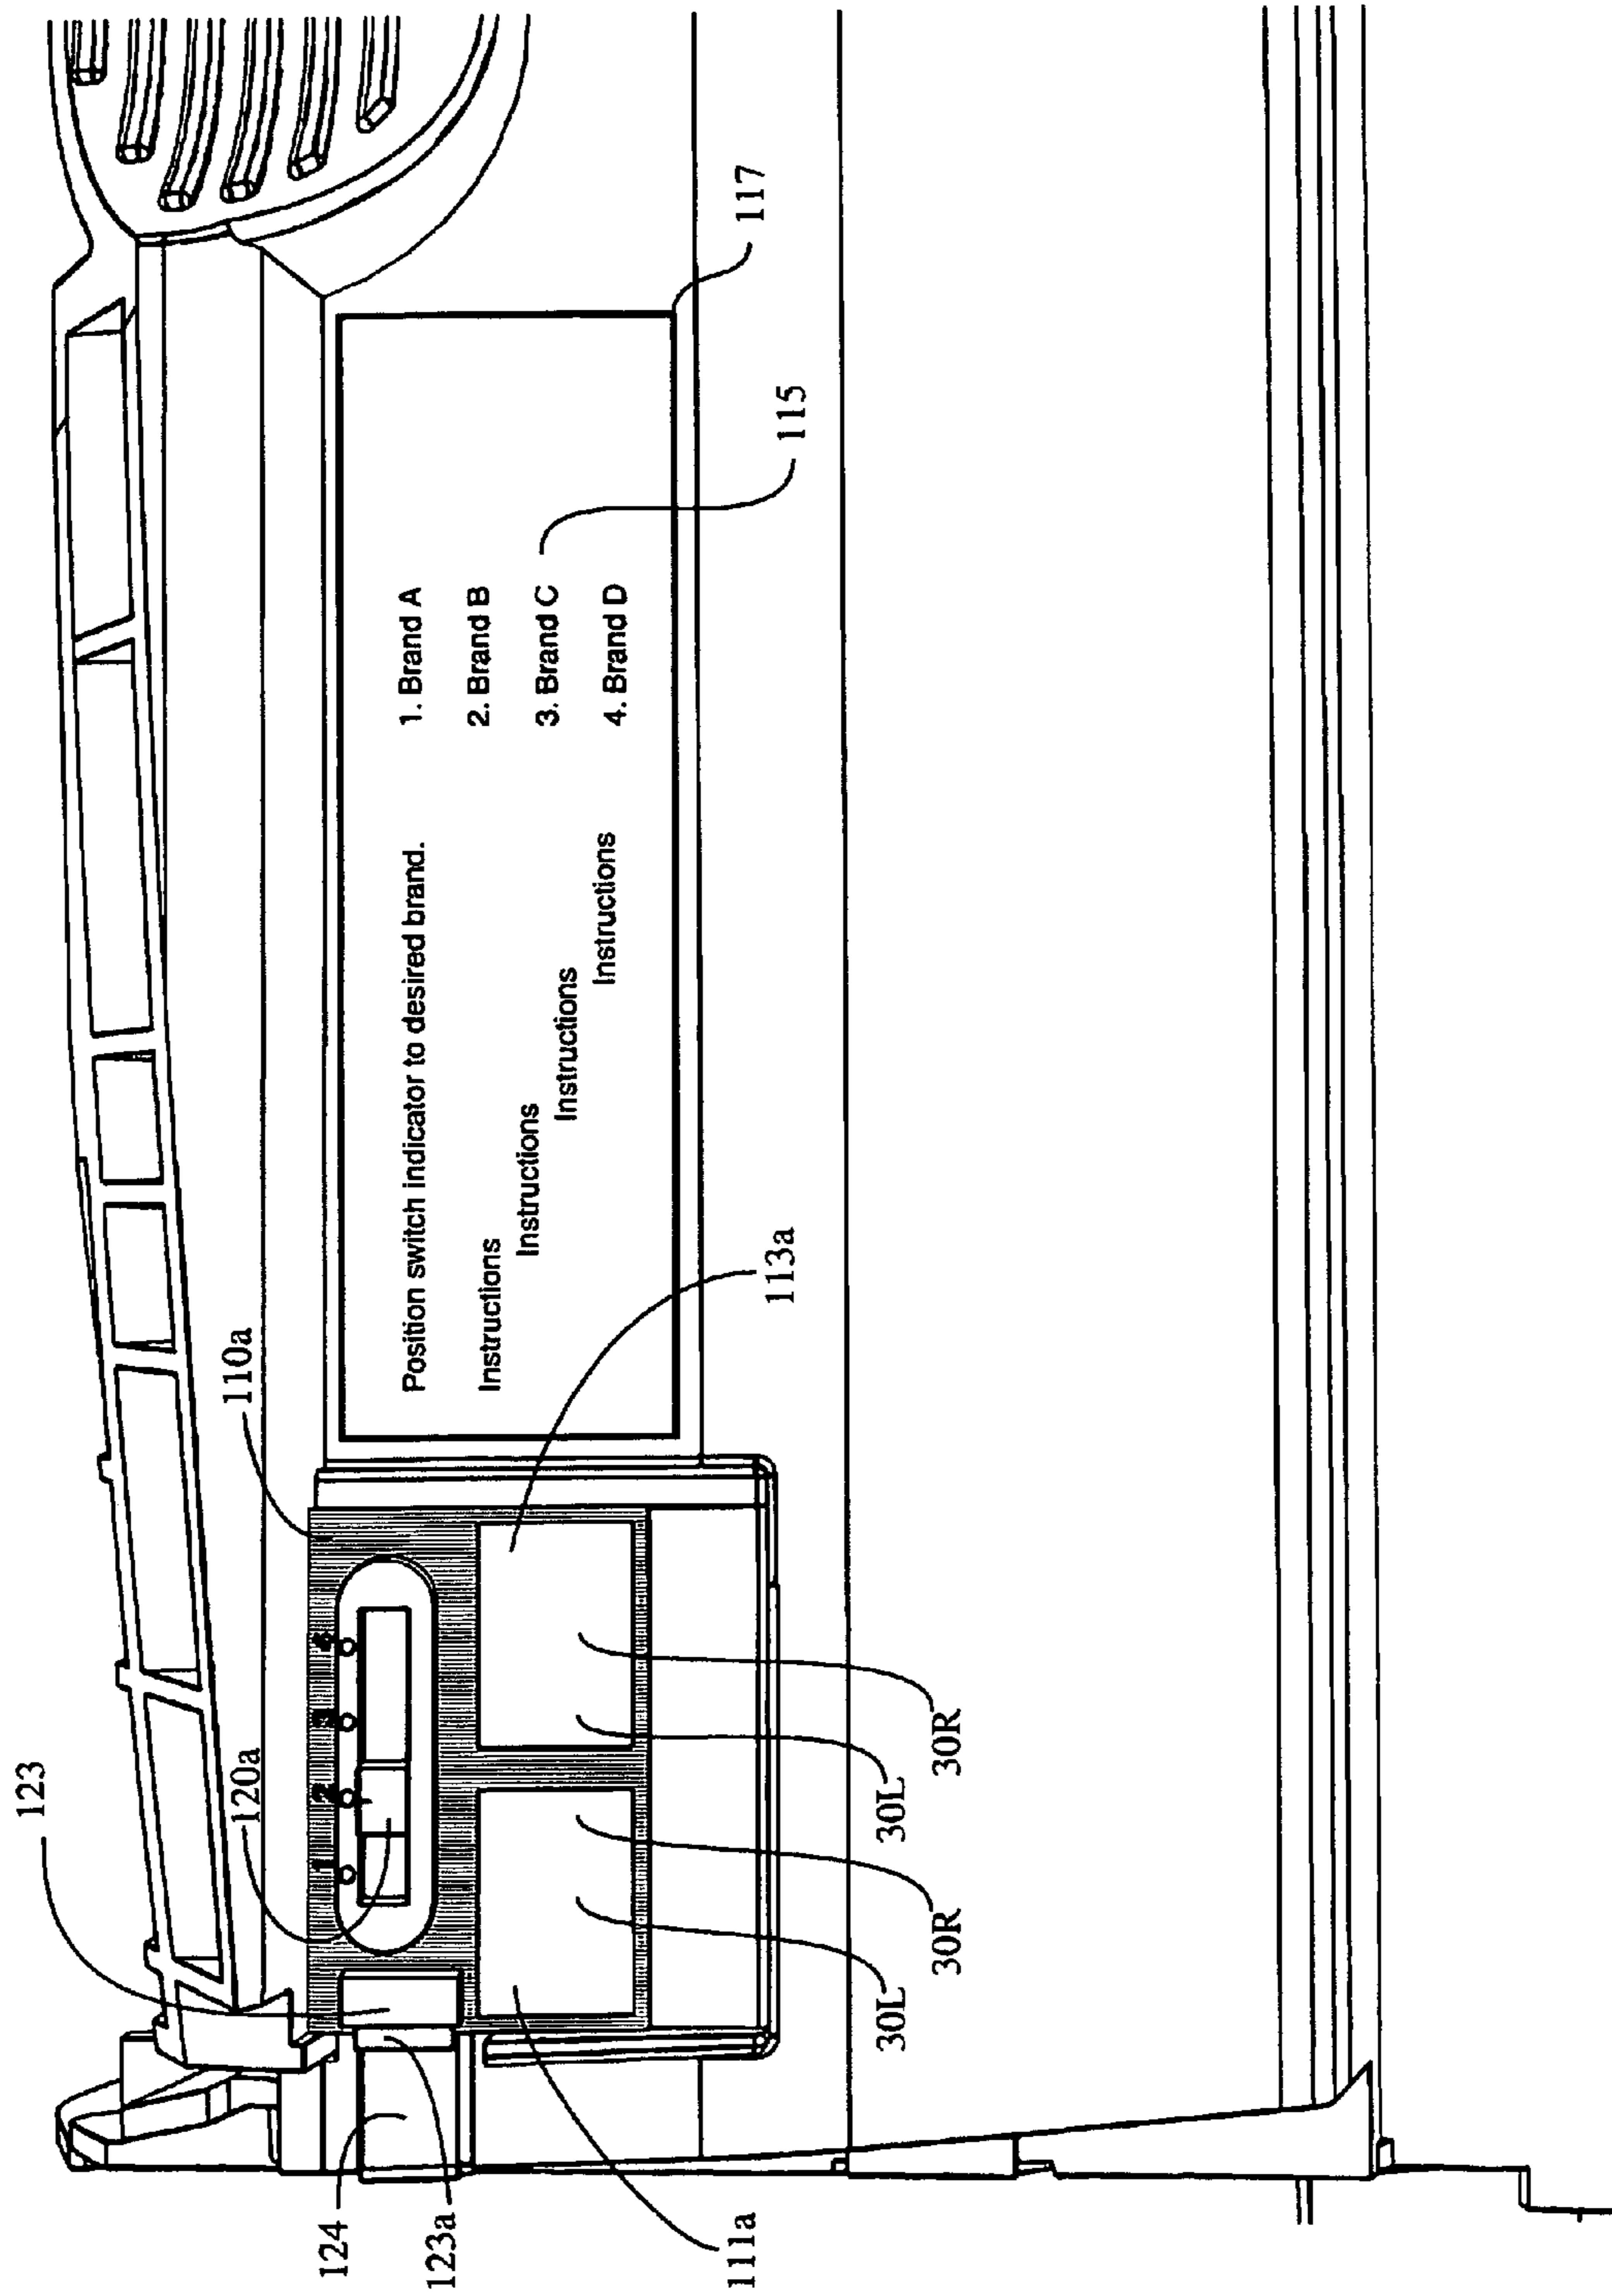 123
110a
120a
1 2 3
124
123a
Position switch indicator to desired brand.
Instructions
Instructions
Instructions
Instructions
1. Brand A
2. Brand B
3. Brand C
4. Brand D
117
115
113a
111a
30L
30R
30L
30R